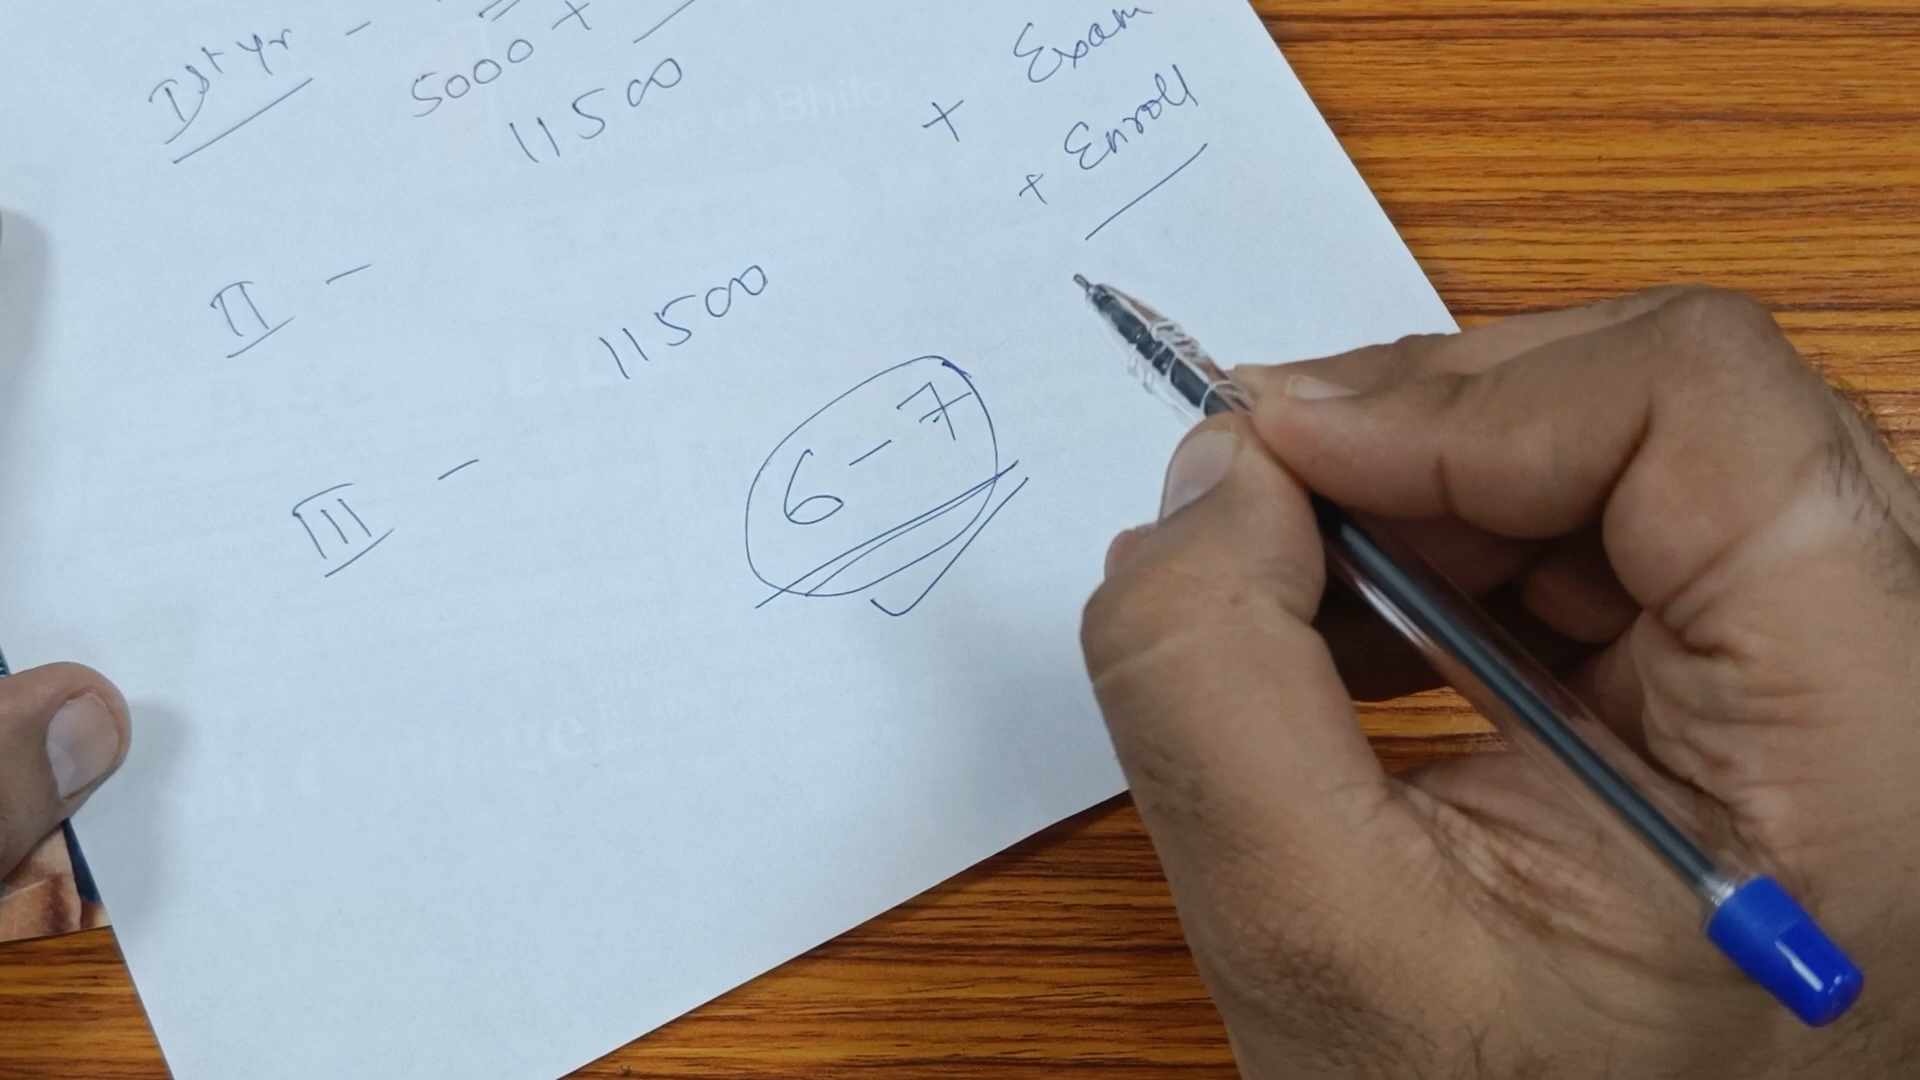 Ist yr - 5000 +
11500
+ Exam
+ Enroll
II - 11500
III -
6-7